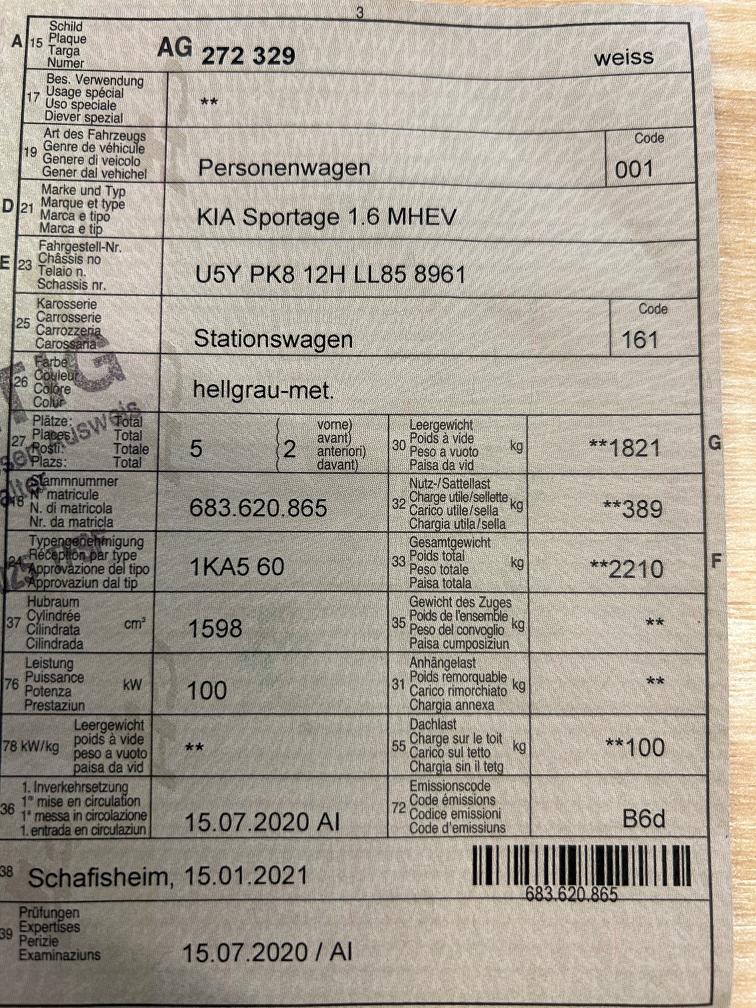 3
A 15 Schild
Plaque
Targa
Numer
AG 272 329 weiss
17 Bes. Verwendung
Usage spécial
Uso speciale
Diever spezial
**
19 Art des Fahrzeugs
Genre de véhicule
Genere di veicolo
Gener dal vehichel
Personenwagen
Code
001
D 21 Marke und Typ
Marque et type
Marca e tipo
Marca e tip
KIA Sportage 1.6 MHEV
E 23 Fahrgestell-Nr.
Châssis no
Telaio n.
Schassis nr.
U5Y PK8 12H LL85 8961
25 Karosserie
Carrosserie
Carrozzeria
Carossaria
Stationswagen
Code
161
26 Farbe
Couleur
Colore
Colur
hellgrau-met.
27 Plätze: Total
Places: Total
Posti: Totale
Plazs: Total
5 ( 2 vorne)
avant)
anteriori)
davant)
30 Leergewicht
Poids à vide
Peso a vuoto
Paisa da vid
kg **1821 G
18 Stammnummer
N° matricule
N. di matricola
Nr. da matricla
683.620.865
32 Nutz-/Sattellast
Charge utile/sellette
Carico utile/sella
Chargia utila/sella
kg **389
24 Typengenehmigung
Réception par type
Approvazione del tipo
Approvaziun dal tip
1KA5 60
33 Gesamtgewicht
Poids total
Peso totale
Paisa totala
kg **2210 F
37 Hubraum
Cylindrée
Cilindrata
Cilindrada
cm³ 1598
35 Gewicht des Zuges
Poids de l'ensemble
Peso del convoglio
Paisa cumposiziun
kg **
76 Leistung
Puissance
Potenza
Prestaziun
kW 100
31 Anhängelast
Poids remorquable
Carico rimorchiato
Chargia annexa
kg **
78 kW/kg Leergewicht
poids à vide
peso a vuoto
paisa da vid
**
55 Dachlast
Charge sur le toit
Carico sul tetto
Chargia sin il tetg
kg **100
36 1. Inverkehrsetzung
1re mise en circulation
1a messa in circolazione
1. entrada en circulaziun
15.07.2020 AI
72 Emissionscode
Code émissions
Codice emissioni
Code d'emissiuns
B6d
38 Schafisheim, 15.01.2021
683.620.865
39 Prüfungen
Expertises
Perizie
Examinaziuns
15.07.2020 / AI